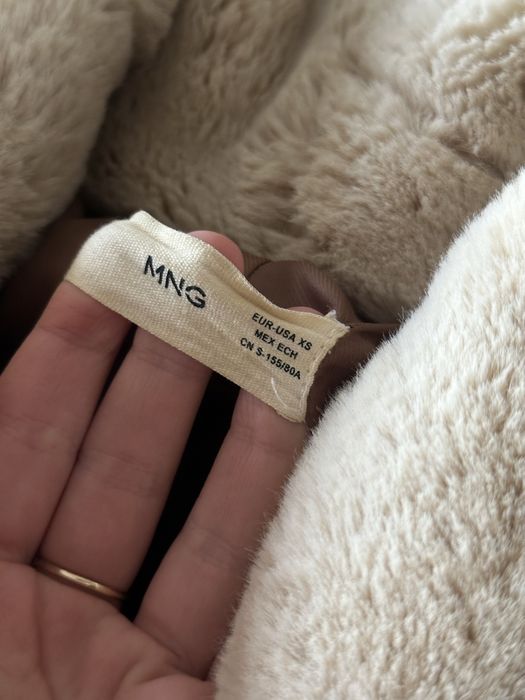 MNG
EUR-USA XS
MEX ECH
CN S-155/80A